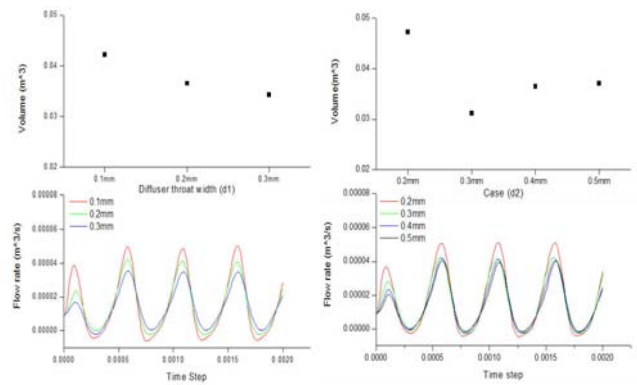 0.05
0.04
0.03
0.02
Volume (m^3)
0.1mm
0.2mm
0.3mm
Diffuser throat width (d1)
0.05
0.04
0.03
0.02
Volume(m^3)
0.2mm
0.3mm
0.4mm
0.5mm
Case (d2)
0.00008
0.00006
0.00004
0.00002
0.00000
Flow rate (m^3/s)
0.1mm
0.2mm
0.3mm
0.0000
0.0005
0.0010
0.0015
0.0020
Time Step
0.00008
0.00006
0.00004
0.00002
0.00000
Flow rate (m^3/s)
0.2mm
0.3mm
0.4mm
0.5mm
0.0000
0.0005
0.0010
0.0015
0.0020
Time step